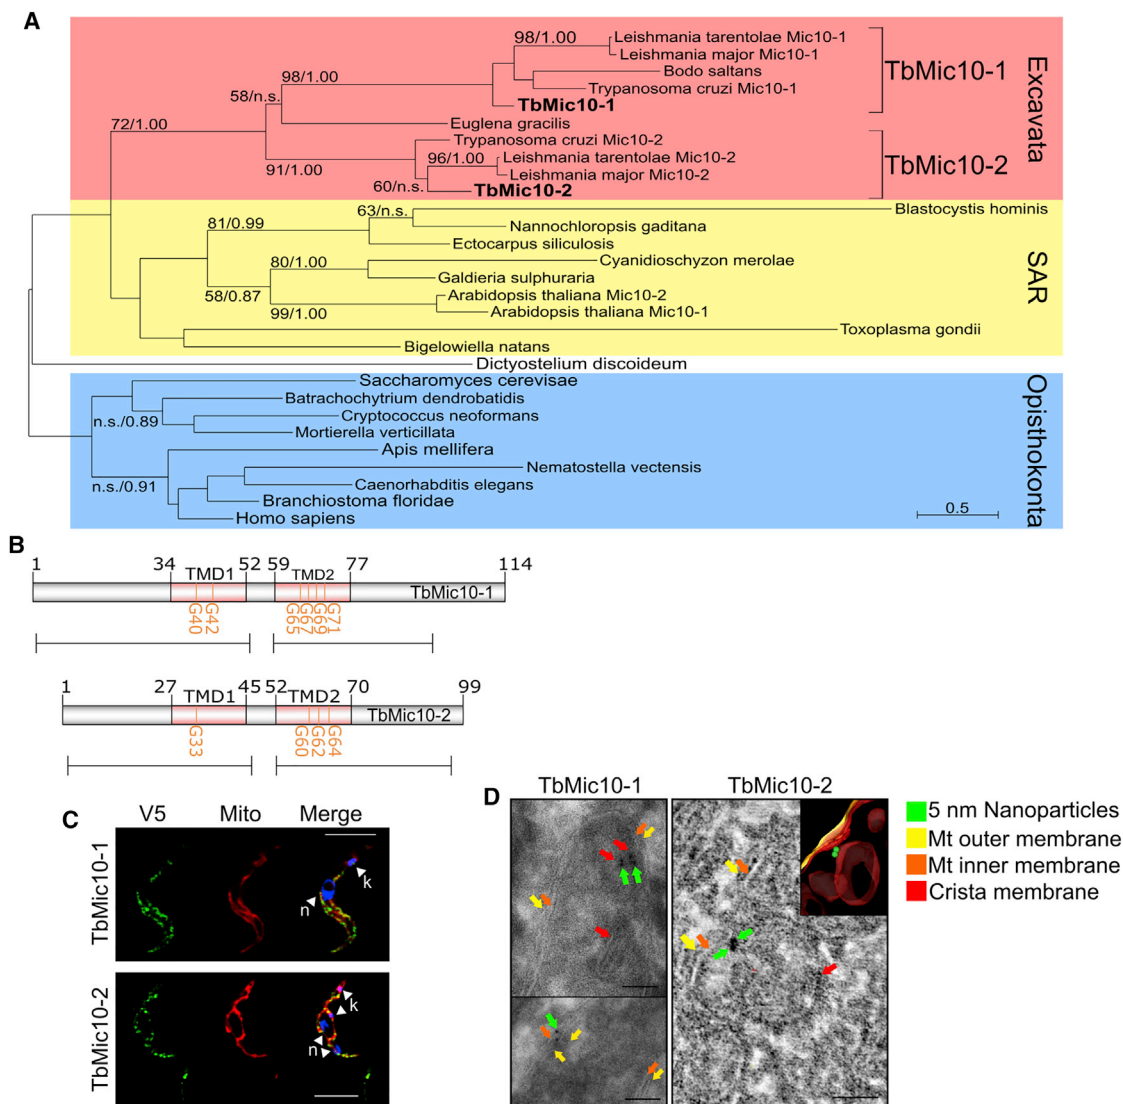 A
98/1.00
Leishmania tarentolae Mic10-1
Leishmania major Mic10-1
98/1.00
Bodo saltans
Trypanosoma cruzi Mic10-1
58/n.s.
TbMic10-1
TbMic10-1
72/1.00
Euglena gracilis
Trypanosoma cruzi Mic10-2
96/1.00
Leishmania tarentolae Mic10-2
91/1.00
Leishmania major Mic10-2
60/n.s.
TbMic10-2
TbMic10-2
Excavata
63/n.s.
Blastocystis hominis
81/0.99
Nannochloropsis gaditana
Ectocarpus siliculosis
80/1.00
Cyanidioschyzon merolae
Galdieria sulphuraria
58/0.87
Arabidopsis thaliana Mic10-2
99/1.00
Arabidopsis thaliana Mic10-1
Toxoplasma gondii
Bigelowiella natans
SAR
Dictyostelium discoideum
Saccharomyces cerevisae
Batrachochytrium dendrobatidis
n.s./0.89
Cryptococcus neoformans
Mortierella verticillata
Apis mellifera
n.s./0.91
Nematostella vectensis
Caenorhabditis elegans
Branchiostoma floridae
Homo sapiens
0.5
Opisthokonta
B
1 34 52 59 77 114
TMD1 TMD2
TbMic10-1
G40 G42 G65 G67 G69 G71
1 27 45 52 70 99
TMD1 TMD2
TbMic10-2
G33 G60 G62 G64
C
V5 Mito Merge
TbMic10-1
k
n
TbMic10-2
k
n
D
TbMic10-1 TbMic10-2
5 nm Nanoparticles
Mt outer membrane
Mt inner membrane
Crista membrane